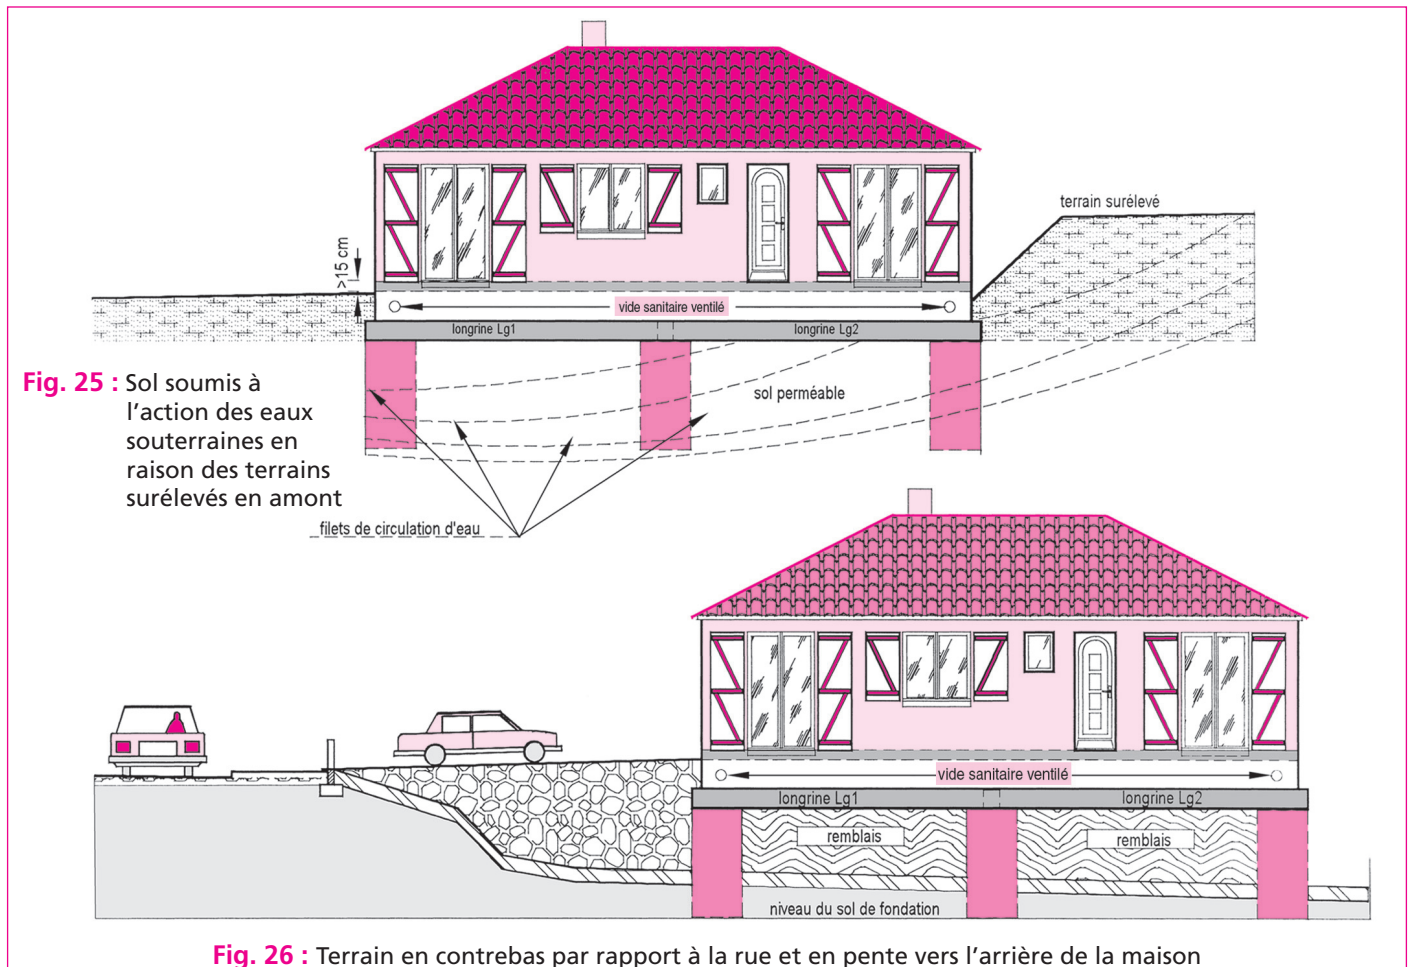 terrain surélevé
>15 cm
vide sanitaire ventilé
longrine Lg1
longrine Lg2
sol perméable
Fig. 25 : Sol soumis à
l’action des eaux
souterraines en
raison des terrains
surélevés en amont
filets de circulation d'eau
vide sanitaire ventilé
longrine Lg1
longrine Lg2
remblais
remblais
niveau du sol de fondation
Fig. 26 : Terrain en contrebas par rapport à la rue et en pente vers l’arrière de la maison